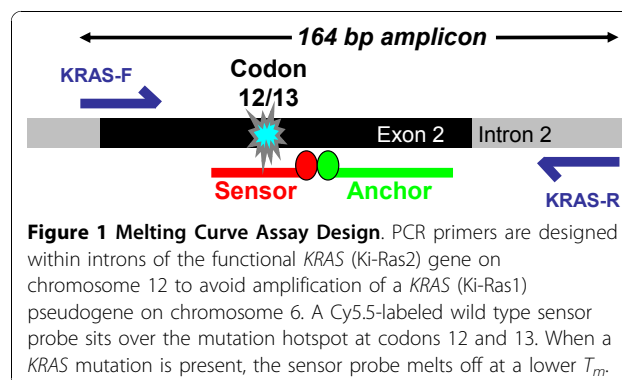 164 bp amplicon
KRAS-F
Codon
12/13
Exon 2
Intron 2
Sensor
Anchor
KRAS-R
Figure 1 Melting Curve Assay Design. PCR primers are designed
within introns of the functional KRAS (Ki-Ras2) gene on
chromosome 12 to avoid amplification of a KRAS (Ki-Ras1)
pseudogene on chromosome 6. A Cy5.5-labeled wild type sensor
probe sits over the mutation hotspot at codons 12 and 13. When a
KRAS mutation is present, the sensor probe melts off at a lower Tm.